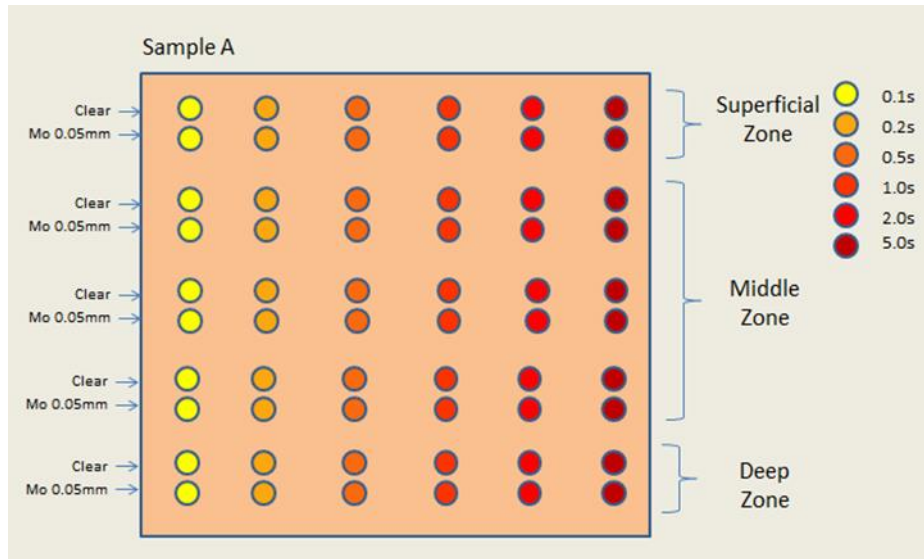 Sample A
Clear
Mo 0.05mm
Clear
Mo 0.05mm
Clear
Mo 0.05mm
Clear
Mo 0.05mm
Clear
Mo 0.05mm
Superficial
Zone
Middle
Zone
Deep
Zone
0.1s
0.2s
0.5s
1.0s
2.0s
5.0s